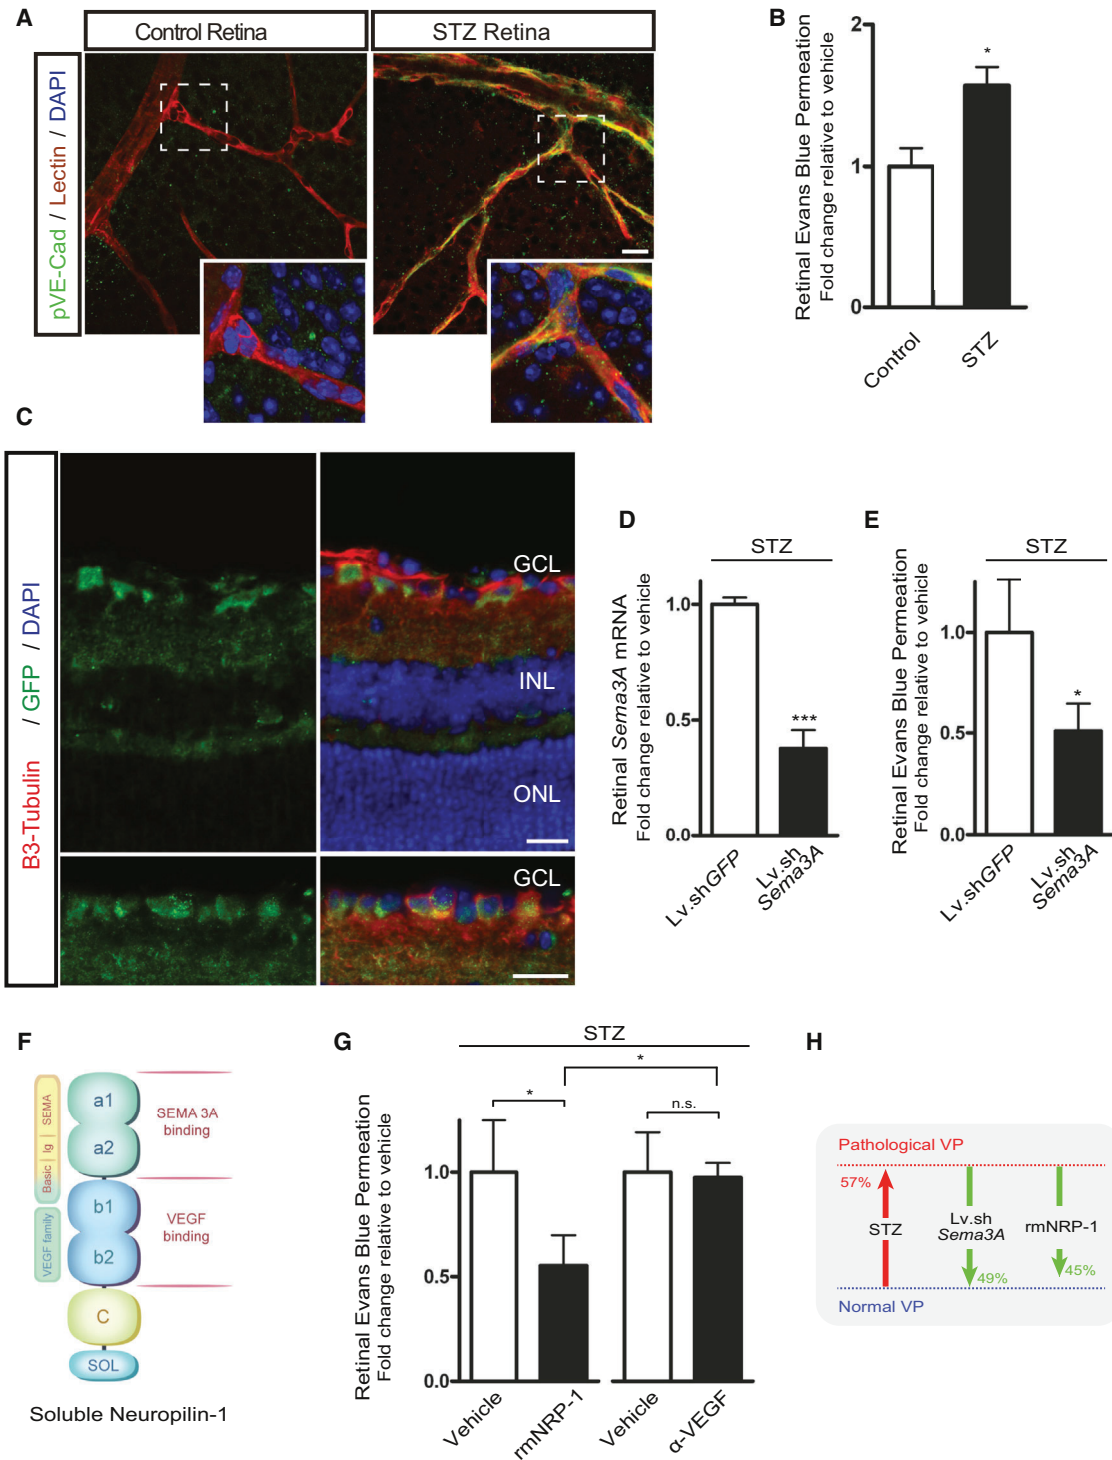 A
Control Retina
STZ Retina
pVE-Cad / Lectin / DAPI
B
Retinal Evans Blue Permeation
Fold change relative to vehicle
2
1
0
*
Control
STZ
C
B3-Tubulin / GFP / DAPI
GCL
INL
ONL
GCL
D
STZ
Retinal Sema3A mRNA
Fold change relative to vehicle
1.0
0.5
0.0
***
Lv.shGFP
Lv.sh
Sema3A
E
STZ
Retinal Evans Blue Permeation
Fold change relative to vehicle
1.0
0.5
0.0
*
Lv.shGFP
Lv.sh
Sema3A
F
SEMA
Ig
Basic
VEGF family
a1
a2
b1
b2
C
SOL
SEMA 3A
binding
VEGF
binding
Soluble Neuropilin-1
G
STZ
Retinal Evans Blue Permeation
Fold change relative to vehicle
1.0
0.5
0.0
*
*
n.s.
Vehicle
rmNRP-1
Vehicle
α-VEGF
H
Pathological VP
57%
STZ
Lv.sh
Sema3A
49%
rmNRP-1
45%
Normal VP